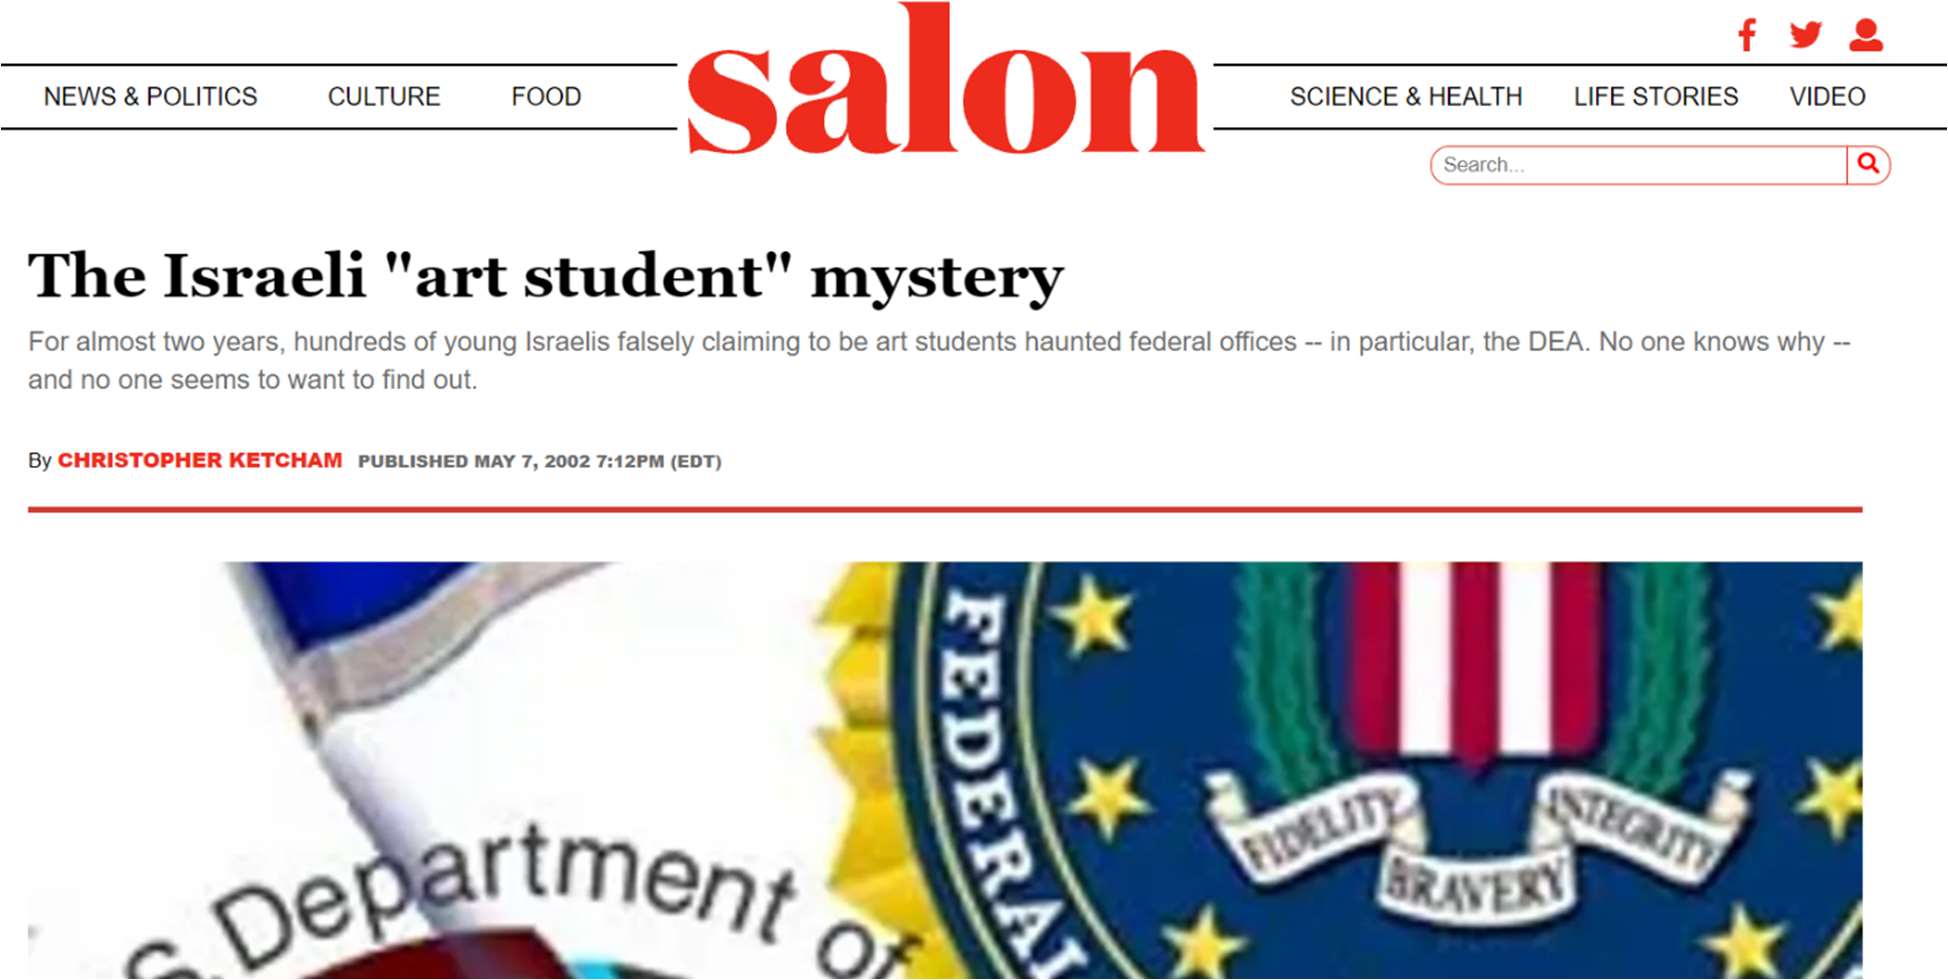 salon
NEWS & POLITICS CULTURE FOOD SCIENCE & HEALTH LIFE STORIES VIDEO
Search...
The Israeli "art student" mystery
For almost two years, hundreds of young Israelis falsely claiming to be art students haunted federal offices -- in particular, the DEA. No one knows why --
and no one seems to want to find out.
By CHRISTOPHER KETCHAM PUBLISHED MAY 7, 2002 7:12PM (EDT)
S. Department of
FEDERAL
FIDELITY
BRAVERY
INTEGRITY